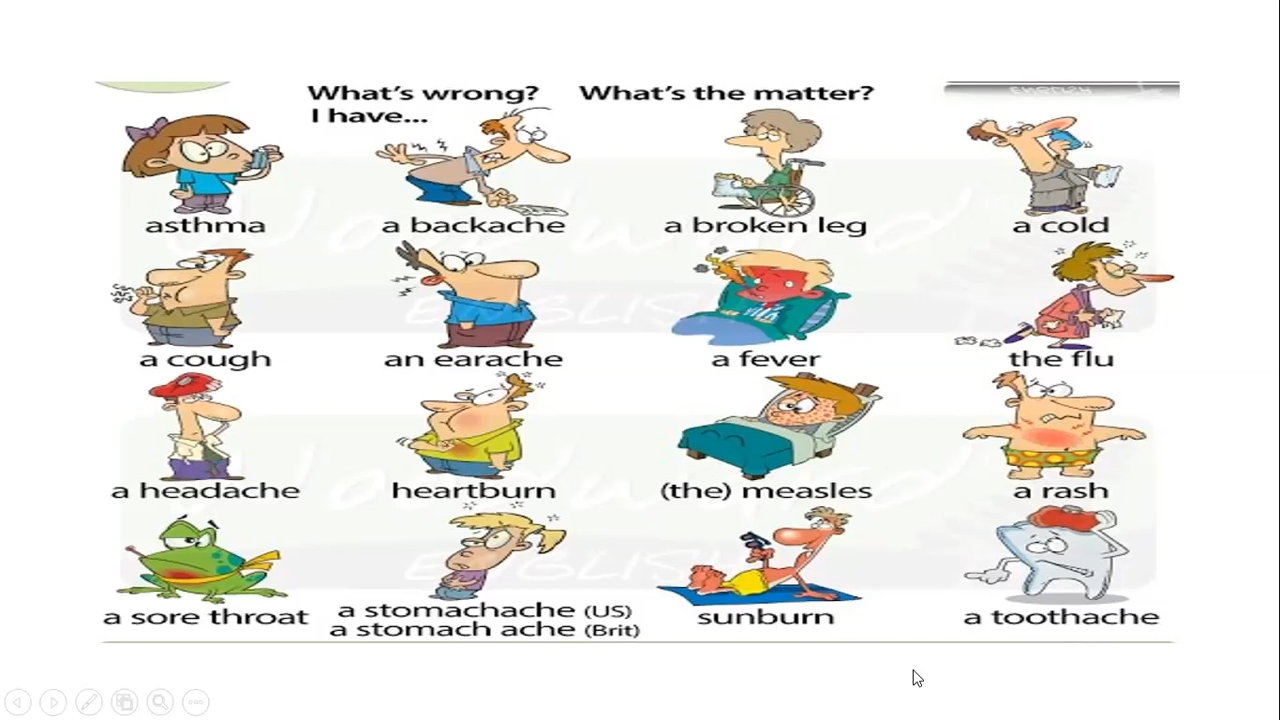 What's wrong? What's the matter?
I have...
asthma a backache a broken leg a cold
a cough an earache a fever the flu
a headache heartburn (the) measles a rash
a sore throat a stomachache (US) sunburn a toothache
a stomach ache (Brit)